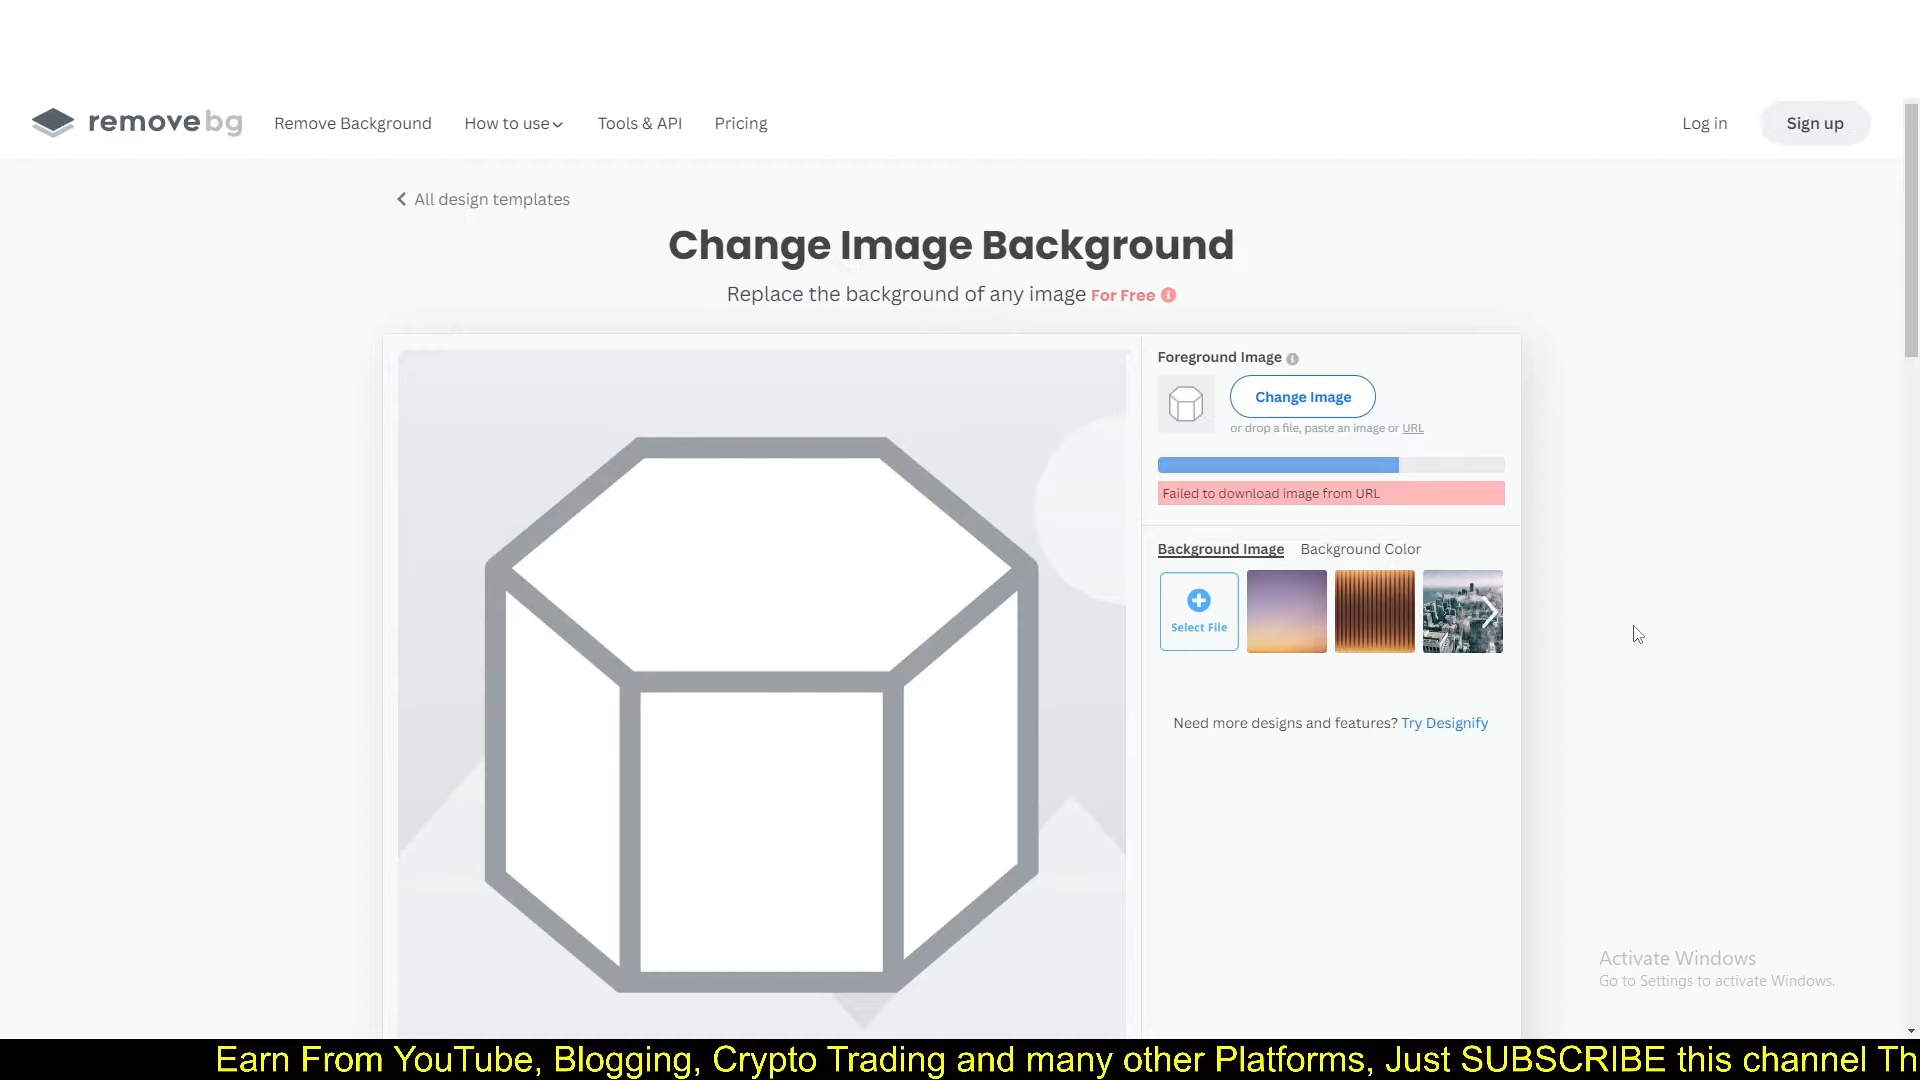 removebg
Remove Background
How to use
Tools & API
Pricing
Log in
Sign up
All design templates
Change Image Background
Replace the background of any image For Free
Foreground Image
Change Image
or drop a file, paste an image or URL
Failed to download image from URL
Background Image
Background Color
Select File
Need more designs and features? Try Designify
Activate Windows
Go to Settings to activate Windows.
Earn From YouTube, Blogging, Crypto Trading and many other Platforms, Just SUBSCRIBE this channel Th